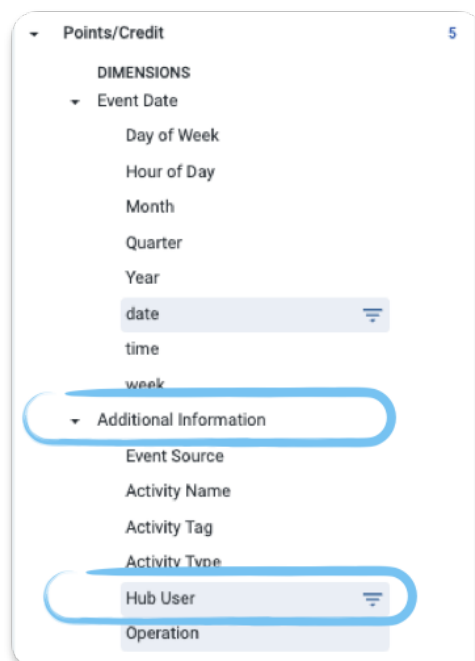 Points/Credit 5
DIMENSIONS
Event Date
Day of Week
Hour of Day
Month
Quarter
Year
date
time
week
Additional Information
Event Source
Activity Name
Activity Tag
Activity Type
Hub User
Operation